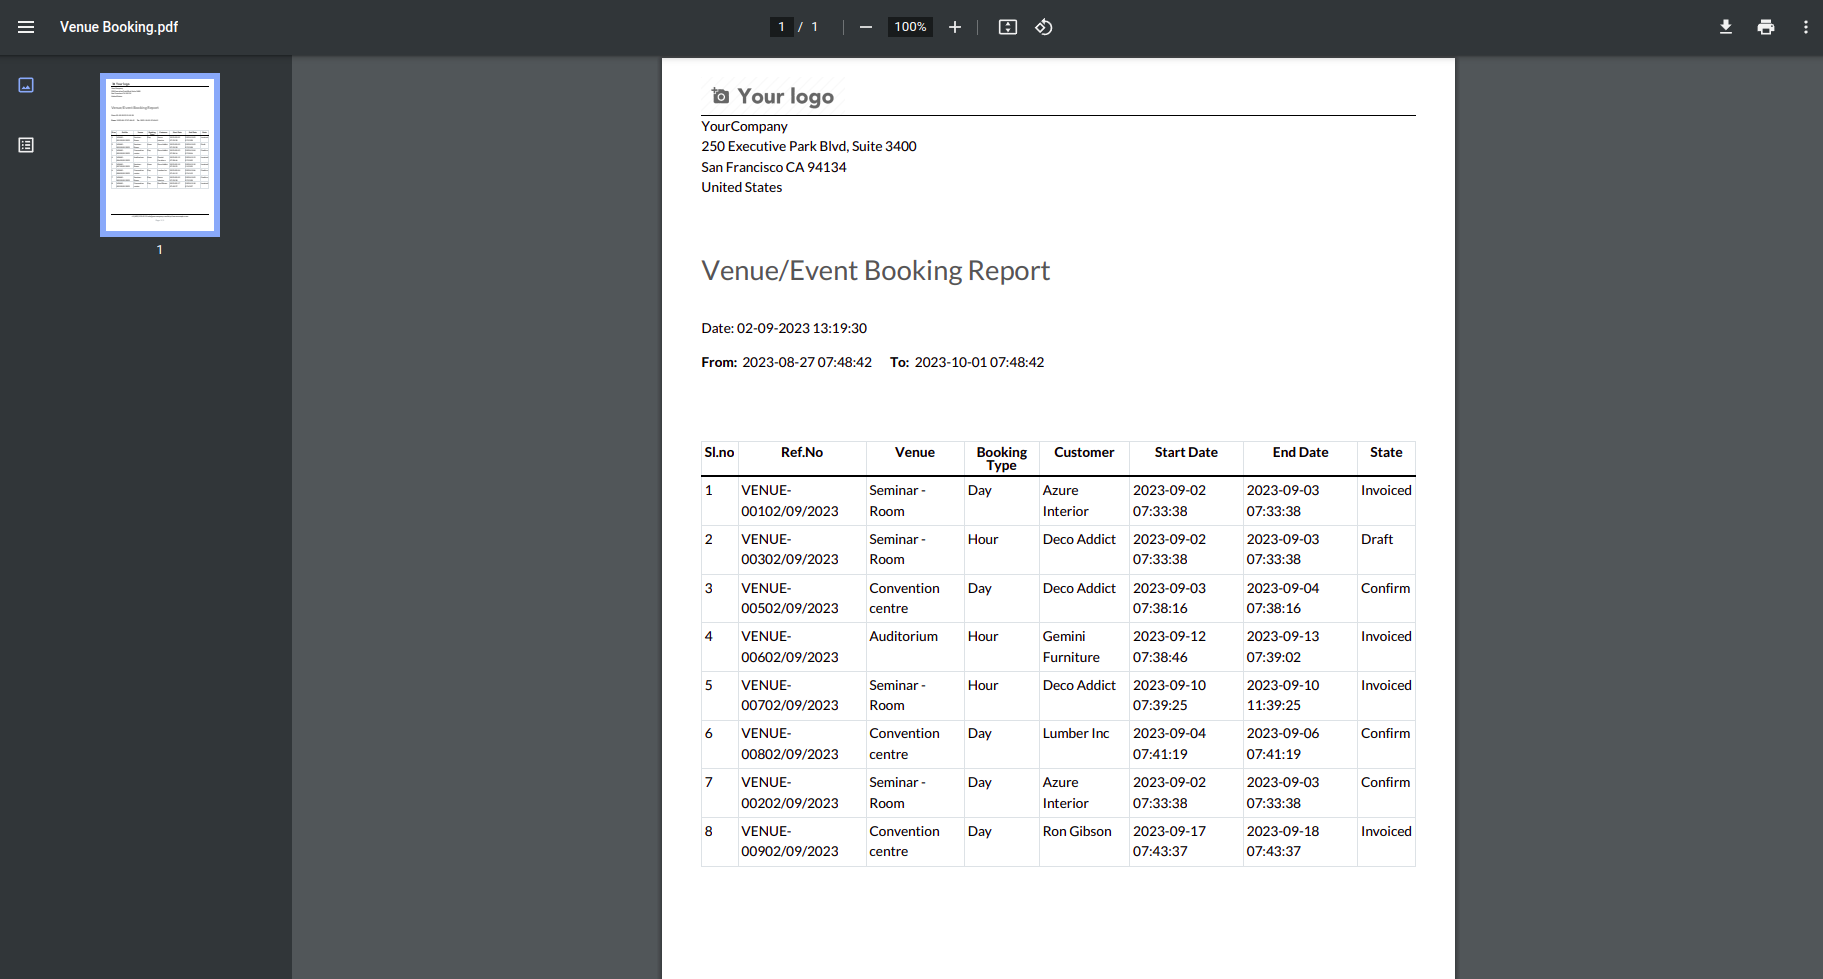 Venue Booking.pdf
1 / 1
100%
1
Your logo
YourCompany
250 Executive Park Blvd, Suite 3400
San Francisco CA 94134
United States
Venue/Event Booking Report
Date: 02-09-2023 13:19:30
From: 2023-08-27 07:48:42 To: 2023-10-01 07:48:42
Sl.no Ref.No Venue Booking Customer Start Date End Date State
Type
1 VENUE- Seminar - Day Azure 2023-09-02 2023-09-03 Invoiced
00102/09/2023 Room Interior 07:33:38 07:33:38
2 VENUE- Seminar - Hour Deco Addict 2023-09-02 2023-09-03 Draft
00302/09/2023 Room 07:33:38 07:33:38
3 VENUE- Convention Day Deco Addict 2023-09-03 2023-09-04 Confirm
00502/09/2023 centre 07:38:16 07:38:16
4 VENUE- Auditorium Hour Gemini 2023-09-12 2023-09-13 Invoiced
00602/09/2023 Furniture 07:38:46 07:39:02
5 VENUE- Seminar - Hour Deco Addict 2023-09-10 2023-09-10 Invoiced
00702/09/2023 Room 07:39:25 11:39:25
6 VENUE- Convention Day Lumber Inc 2023-09-04 2023-09-06 Confirm
00802/09/2023 centre 07:41:19 07:41:19
7 VENUE- Seminar - Day Azure 2023-09-02 2023-09-03 Confirm
00202/09/2023 Room Interior 07:33:38 07:33:38
8 VENUE- Convention Day Ron Gibson 2023-09-17 2023-09-18 Invoiced
00902/09/2023 centre 07:43:37 07:43:37